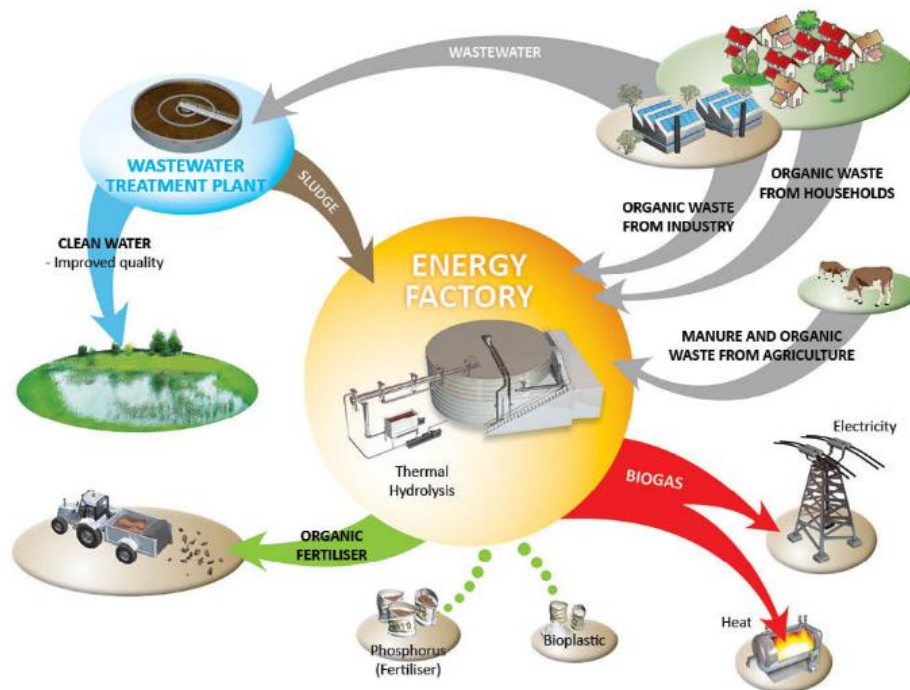 WASTEWATER
WASTEWATER
TREATMENT PLANT
SLUDGE
CLEAN WATER
- Improved quality
ORGANIC WASTE
FROM INDUSTRY
ORGANIC WASTE
FROM HOUSEHOLDS
ENERGY
FACTORY
MANURE AND ORGANIC
WASTE FROM AGRICULTURE
Thermal
Hydrolysis
BIOGAS
Electricity
ORGANIC
FERTILISER
Phosphorus
(Fertiliser)
Bioplastic
Heat